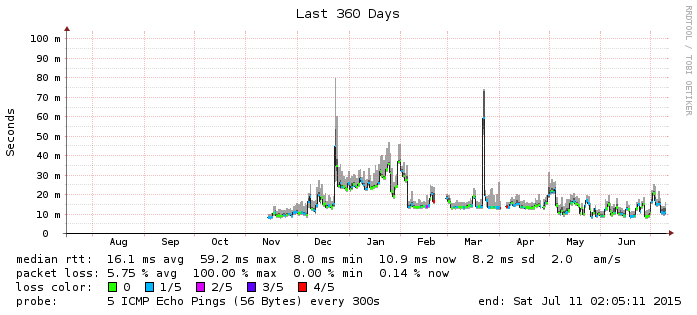 Last 360 Days
RRDTOOL / TOBI OETIKER
Seconds
100 m
90 m
80 m
70 m
60 m
50 m
40 m
30 m
20 m
10 m
0
Aug Sep Oct Nov Dec Jan Feb Mar Apr May Jun
median rtt: 16.1 ms avg 59.2 ms max 8.0 ms min 10.9 ms now 8.2 ms sd 2.0 am/s
packet loss: 5.75 % avg 100.00 % max 0.00 % min 0.14 % now
loss color: 0 1/5 2/5 3/5 4/5
probe: 5 ICMP Echo Pings (56 Bytes) every 300s end: Sat Jul 11 02:05:11 2015